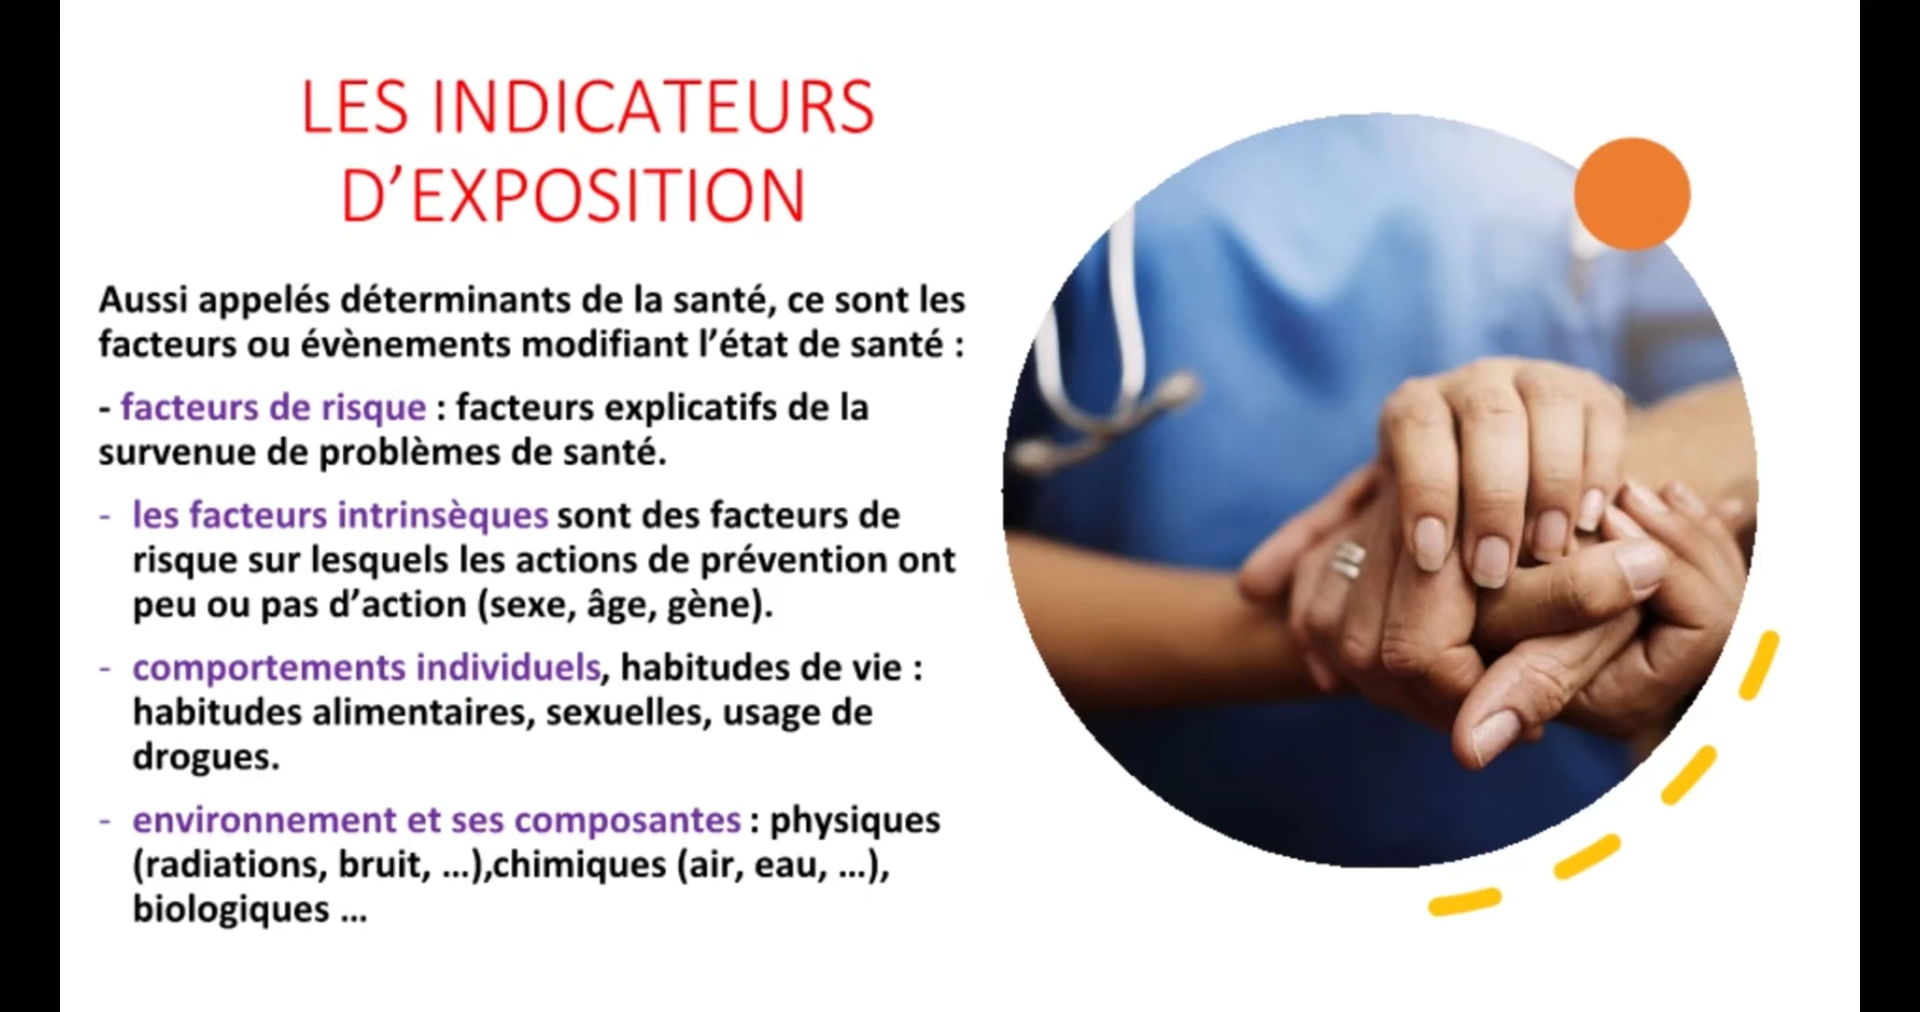 LES INDICATEURS
D’EXPOSITION
Aussi appelés déterminants de la santé, ce sont les
facteurs ou évènements modifiant l’état de santé :
- facteurs de risque : facteurs explicatifs de la
survenue de problèmes de santé.
- les facteurs intrinsèques sont des facteurs de
risque sur lesquels les actions de prévention ont
peu ou pas d’action (sexe, âge, gène).
- comportements individuels, habitudes de vie :
habitudes alimentaires, sexuelles, usage de
drogues.
- environnement et ses composantes : physiques
(radiations, bruit, ...),chimiques (air, eau, ...),
biologiques ...